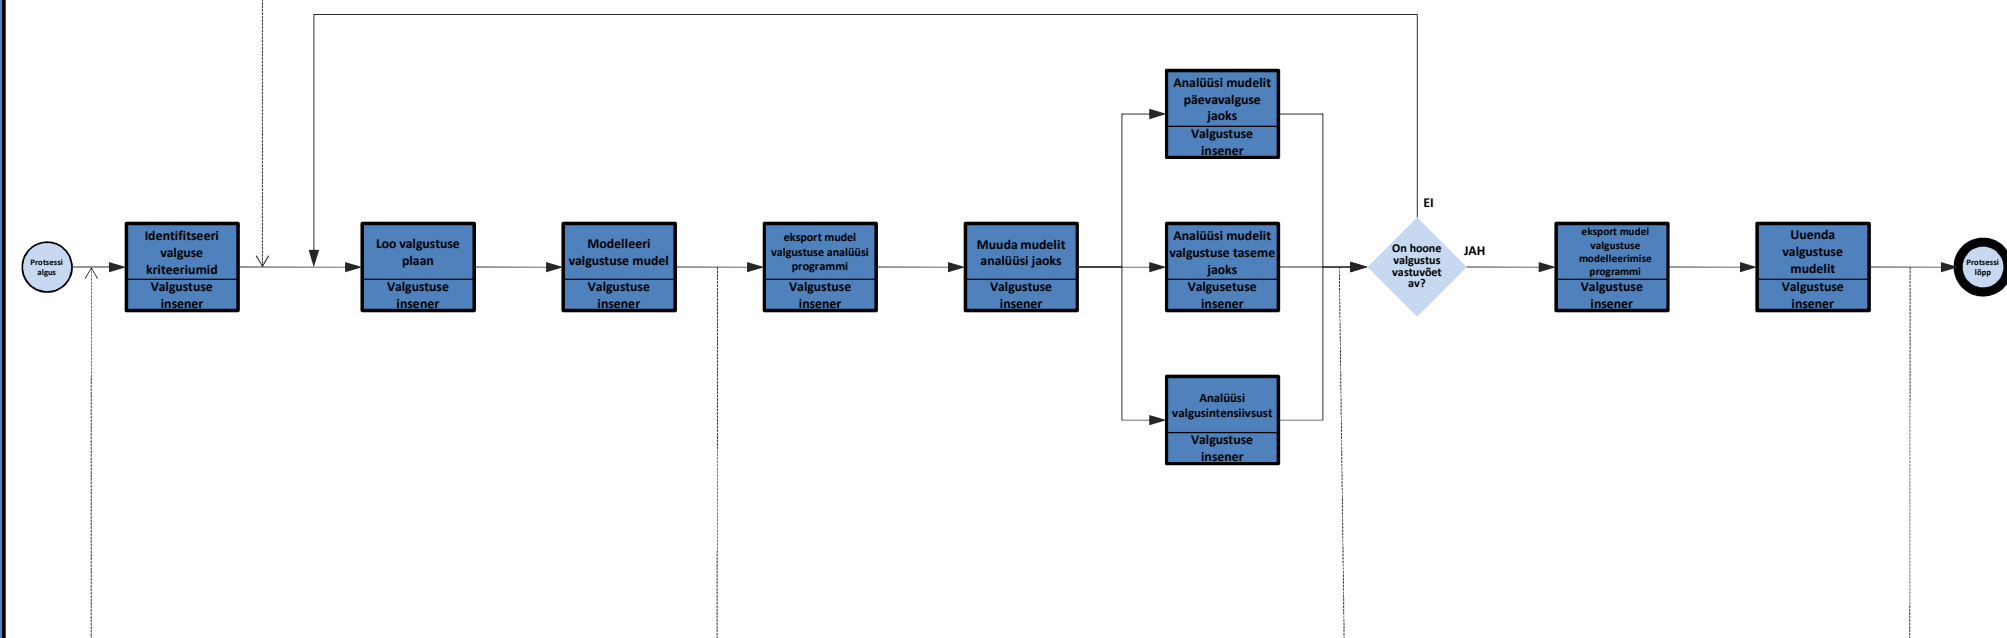 Protsessi
algus
Identifitseeri
valguse
kriteeriumid
Valgustuse
insener
Loo valgustuse
plaan
Valgustuse
insener
Modelleeri
valgustuse mudel
Valgustuse
insener
eksport mudel
valgustuse analüüsi
programmi
Valgustuse
insener
Muuda mudelit
analüüsi jaoks
Valgustuse
insener
Analüüsi mudelit
päevavalguse
jaoks
Valgustuse
insener
Analüüsi mudelit
valgustuse taseme
jaoks
Valgusetuse
insener
Analüüsi
valgusintensiivsust
Valgustuse
insener
EI
On hoone
valgustus
vastuvõet
av?
JAH
eksport mudel
valgustuse
modelleerimise
programmi
Valgustuse
insener
Uuenda
valgustuse
mudelit
Valgustuse
insener
Protsessi
lõpp